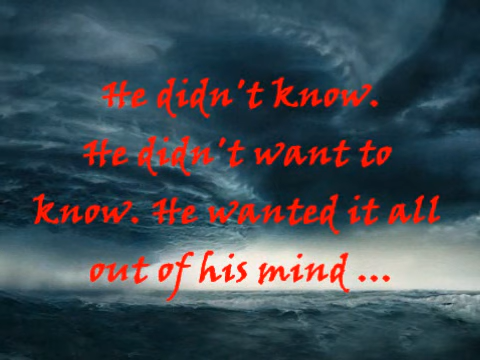 He didn't know.
He didn't want to
know. He wanted it all
out of his mind ...